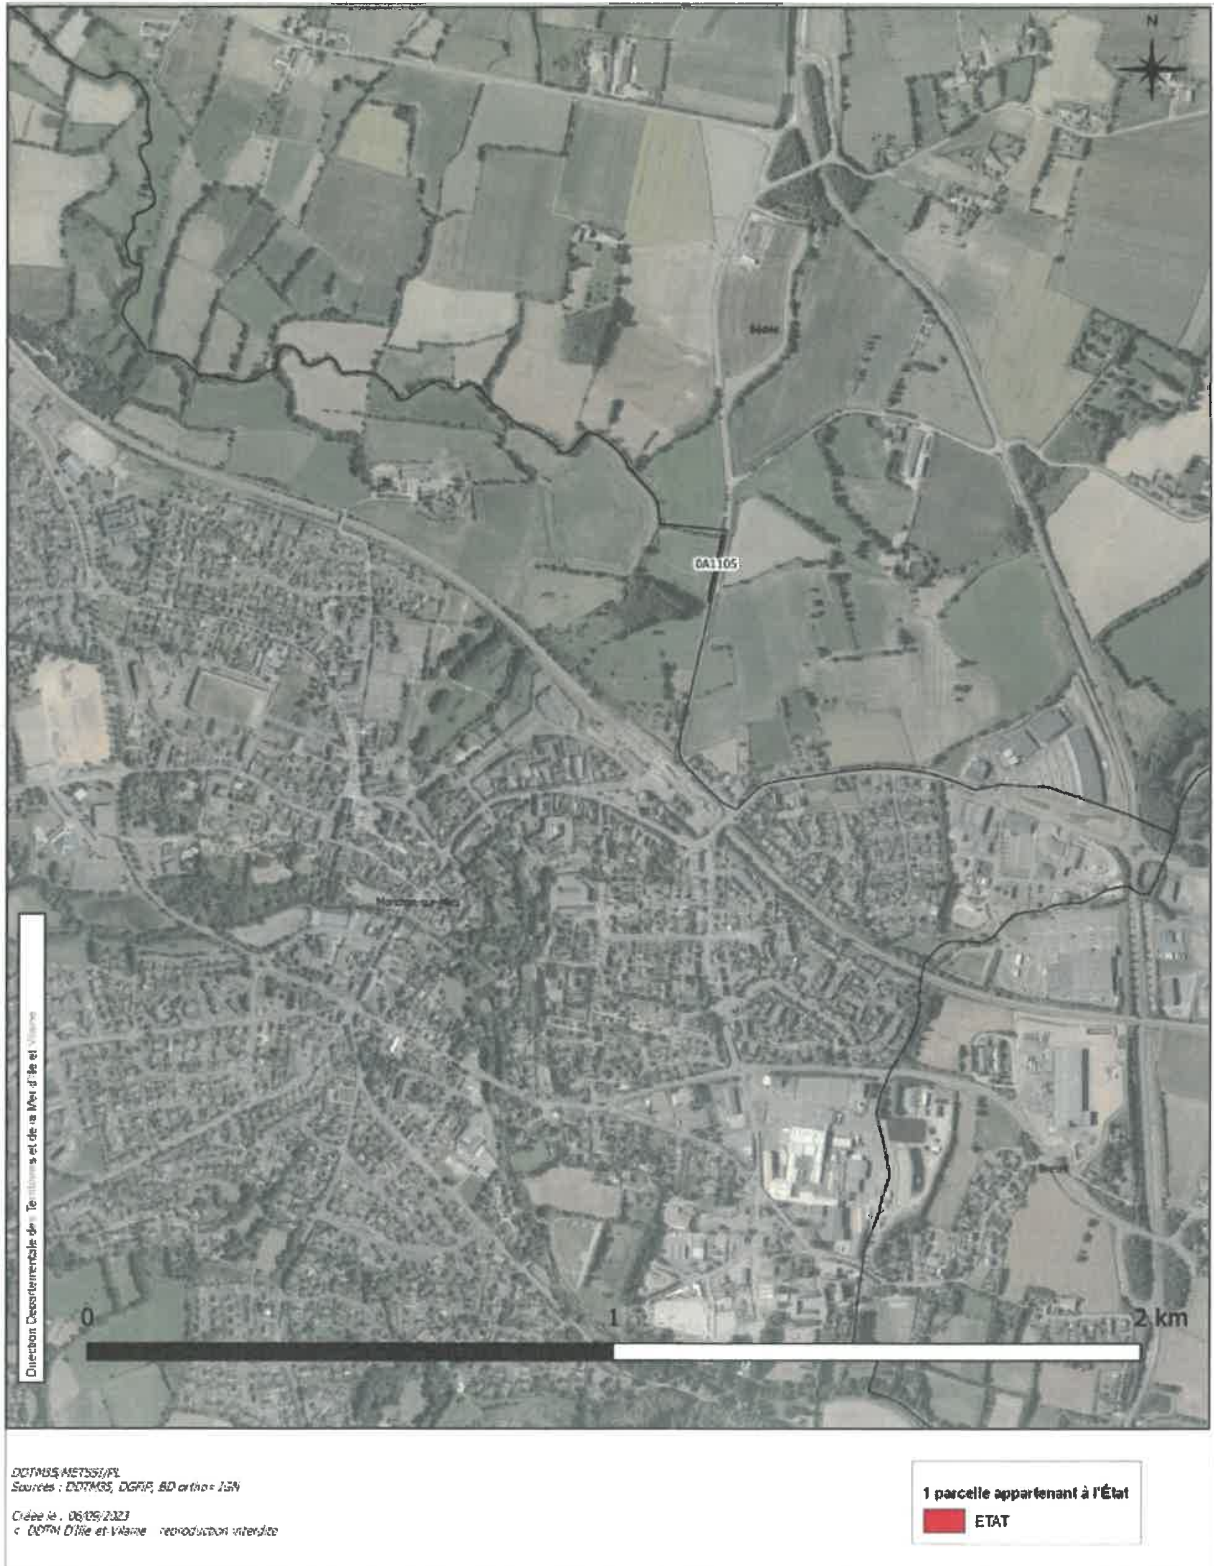 N
0A1105
0
1
2 km
DDTM35/METSSI/PL
Sources : DDTM35, DGFIP, BD ortho® IGN
Créée le : 06/09/2023
DDTM D'Ille et-Vilaine reproduction interdite
1 parcelle appartenant à l'État
ETAT
Direction Departementale des Territoires et de la Mer d'Ille et Vilaine